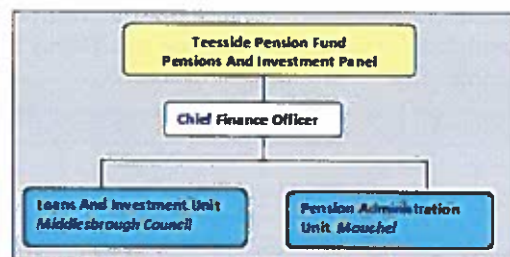 Teesside Pension Fund
Pensions And Investment Panel
Chief Finance Officer
Loans And Investment Unit
Middlesbrough Council
Pension Administration
Unit Mouchel